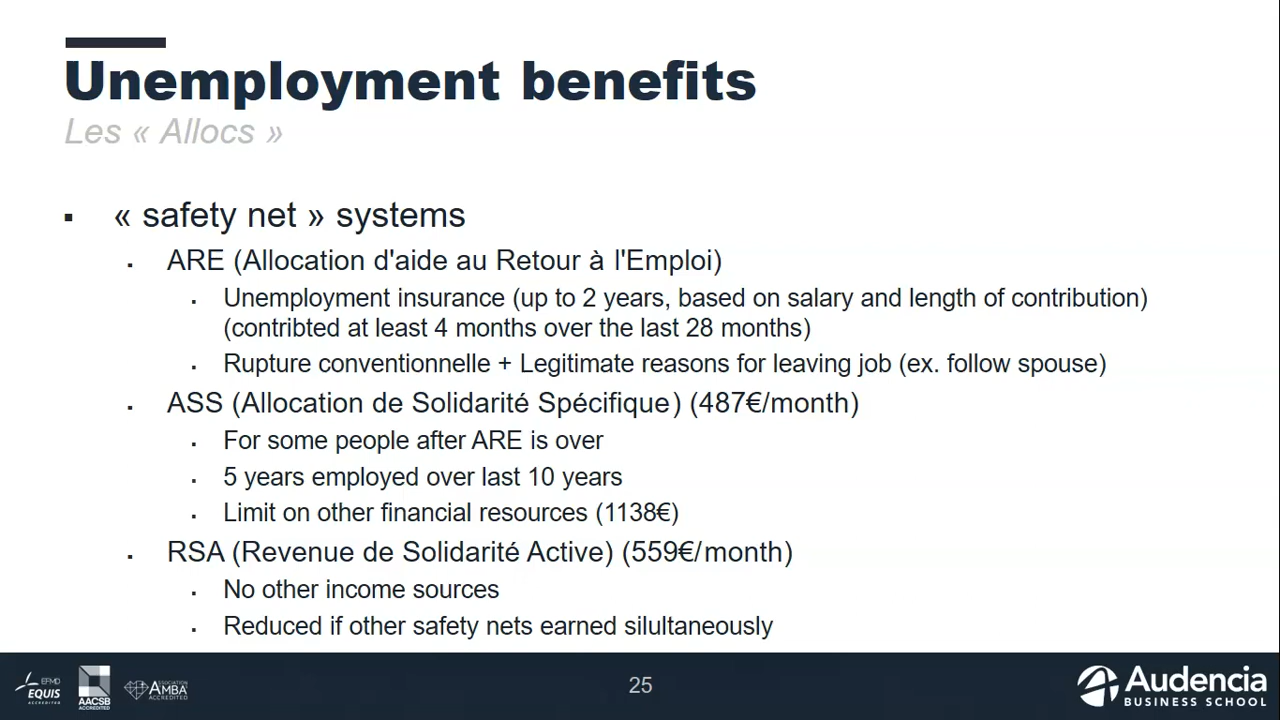 Unemployment benefits
Les « Allocs »
« safety net » systems
ARE (Allocation d'aide au Retour à l'Emploi)
Unemployment insurance (up to 2 years, based on salary and length of contribution)
(contribted at least 4 months over the last 28 months)
Rupture conventionnelle + Legitimate reasons for leaving job (ex. follow spouse)
ASS (Allocation de Solidarité Spécifique) (487€/month)
For some people after ARE is over
5 years employed over last 10 years
Limit on other financial resources (1138€)
RSA (Revenue de Solidarité Active) (559€/month)
No other income sources
Reduced if other safety nets earned silultaneously
EFMD
EQUIS
ACCREDITED
AACSB
ACCREDITED
ASSOCIATION
AMBA
ACCREDITED
25
Audencia
BUSINESS SCHOOL